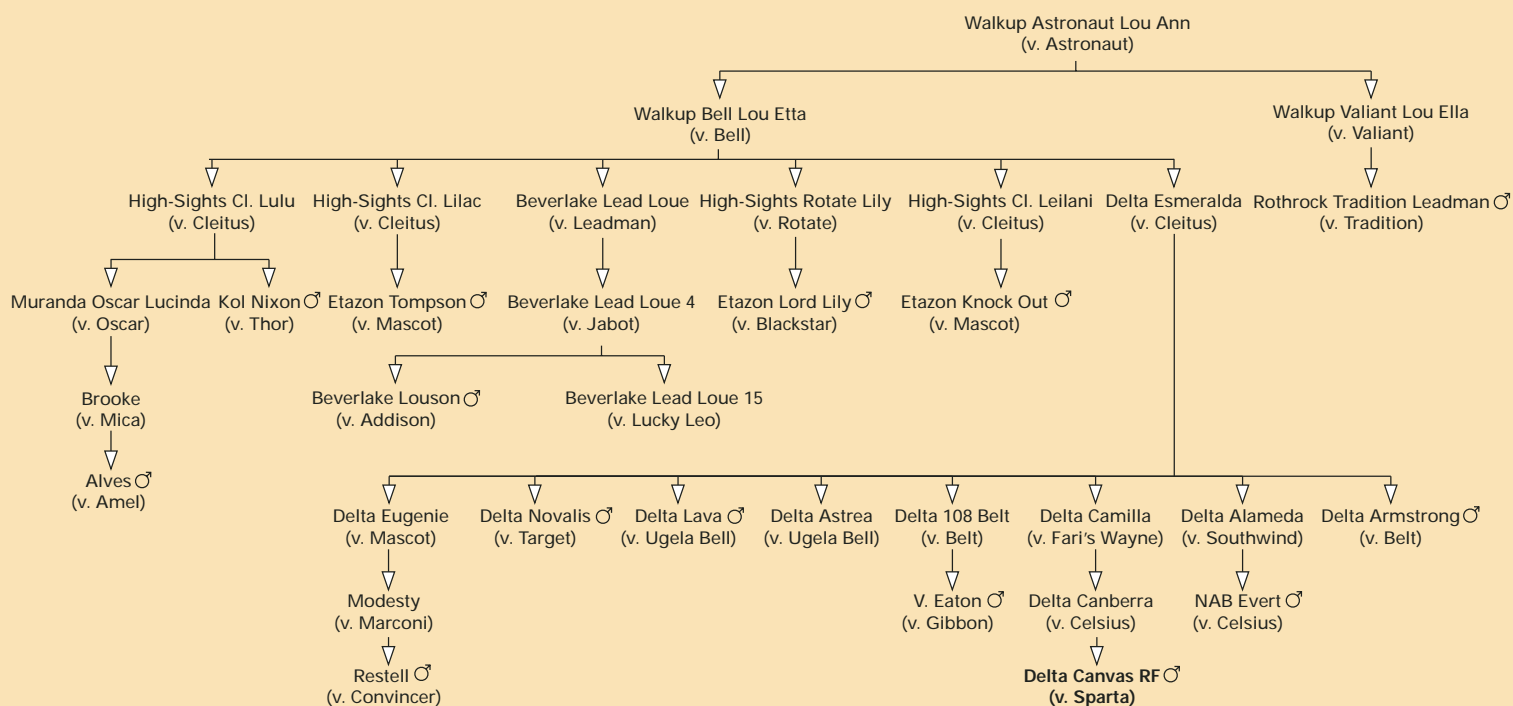 Walkup Astronaut Lou Ann
(v. Astronaut)
Walkup Bell Lou Etta
(v. Bell)
Walkup Valiant Lou Ella
(v. Valiant)
High-Sights Cl. Lulu
(v. Cleitus)
High-Sights Cl. Lilac
(v. Cleitus)
Beverlake Lead Loue
(v. Leadman)
High-Sights Rotate Lily
(v. Rotate)
High-Sights Cl. Leilani
(v. Cleitus)
Delta Esmeralda
(v. Cleitus)
Rothrock Tradition Leadman ♂
(v. Tradition)
Muranda Oscar Lucinda
(v. Oscar)
Kol Nixon ♂
(v. Thor)
Etazon Tompson ♂
(v. Mascot)
Beverlake Lead Loue 4
(v. Jabot)
Etazon Lord Lily ♂
(v. Blackstar)
Etazon Knock Out ♂
(v. Mascot)
Brooke
(v. Mica)
Beverlake Louson ♂
(v. Addison)
Beverlake Lead Loue 15
(v. Lucky Leo)
Alves ♂
(v. Amel)
Delta Eugenie
(v. Mascot)
Delta Novalis ♂
(v. Target)
Delta Lava ♂
(v. Ugela Bell)
Delta Astrea
(v. Ugela Bell)
Delta 108 Belt
(v. Belt)
Delta Camilla
(v. Fari's Wayne)
Delta Alameda
(v. Southwind)
Delta Armstrong ♂
(v. Belt)
Modesty
(v. Marconi)
V. Eaton ♂
(v. Gibbon)
Delta Canberra
(v. Celsius)
NAB Evert ♂
(v. Celsius)
Restell ♂
(v. Convincer)
Delta Canvas RF ♂
(v. Sparta)